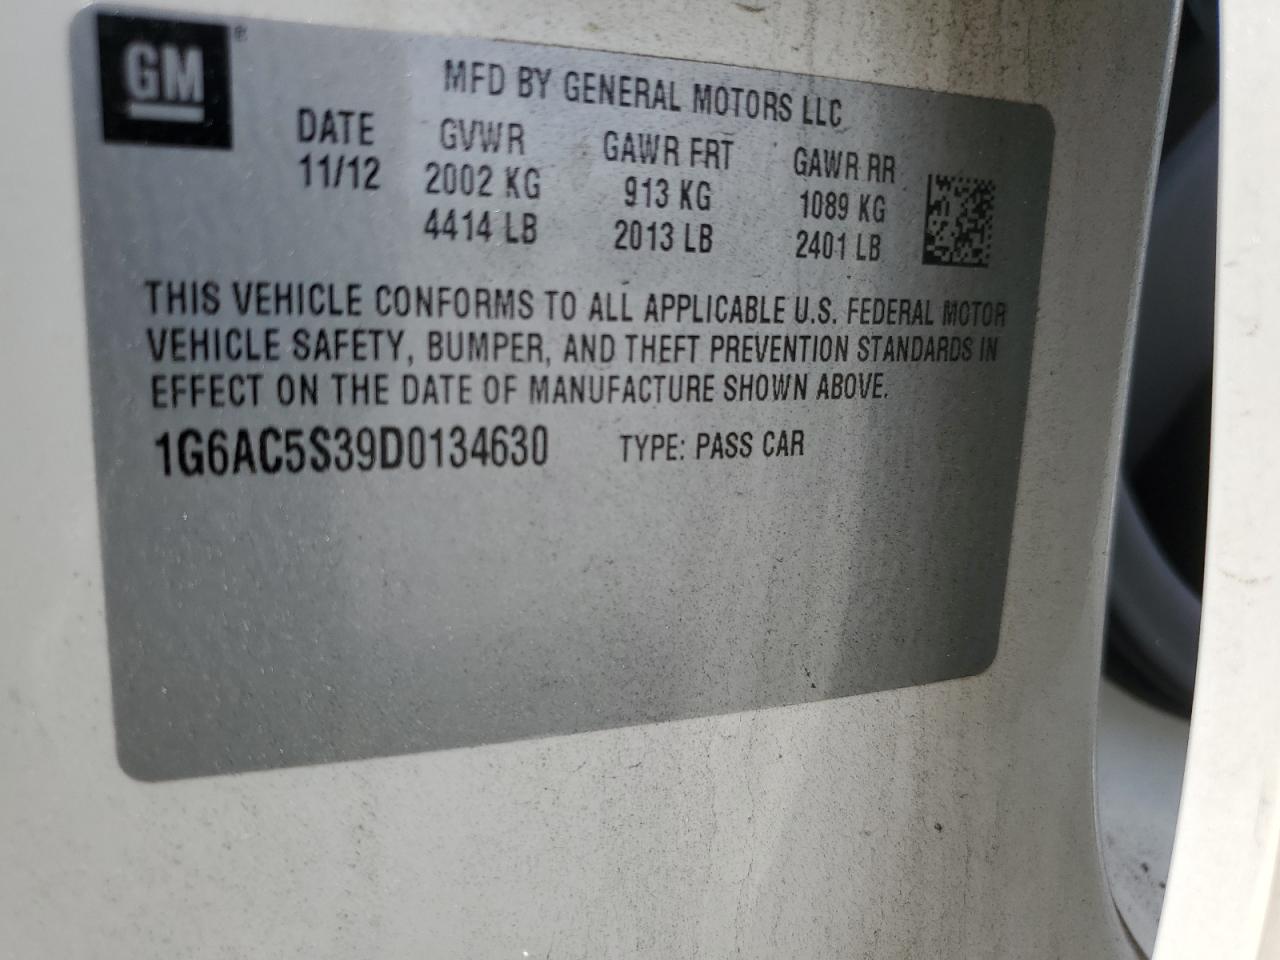 GM®
MFD BY GENERAL MOTORS LLC
DATE GVWR GAWR FRT GAWR RR
11/12 2002 KG 913 KG 1089 KG
4414 LB 2013 LB 2401 LB
THIS VEHICLE CONFORMS TO ALL APPLICABLE U.S. FEDERAL MOTOR
VEHICLE SAFETY, BUMPER, AND THEFT PREVENTION STANDARDS IN
EFFECT ON THE DATE OF MANUFACTURE SHOWN ABOVE.
1G6AC5S39D0134630 TYPE: PASS CAR